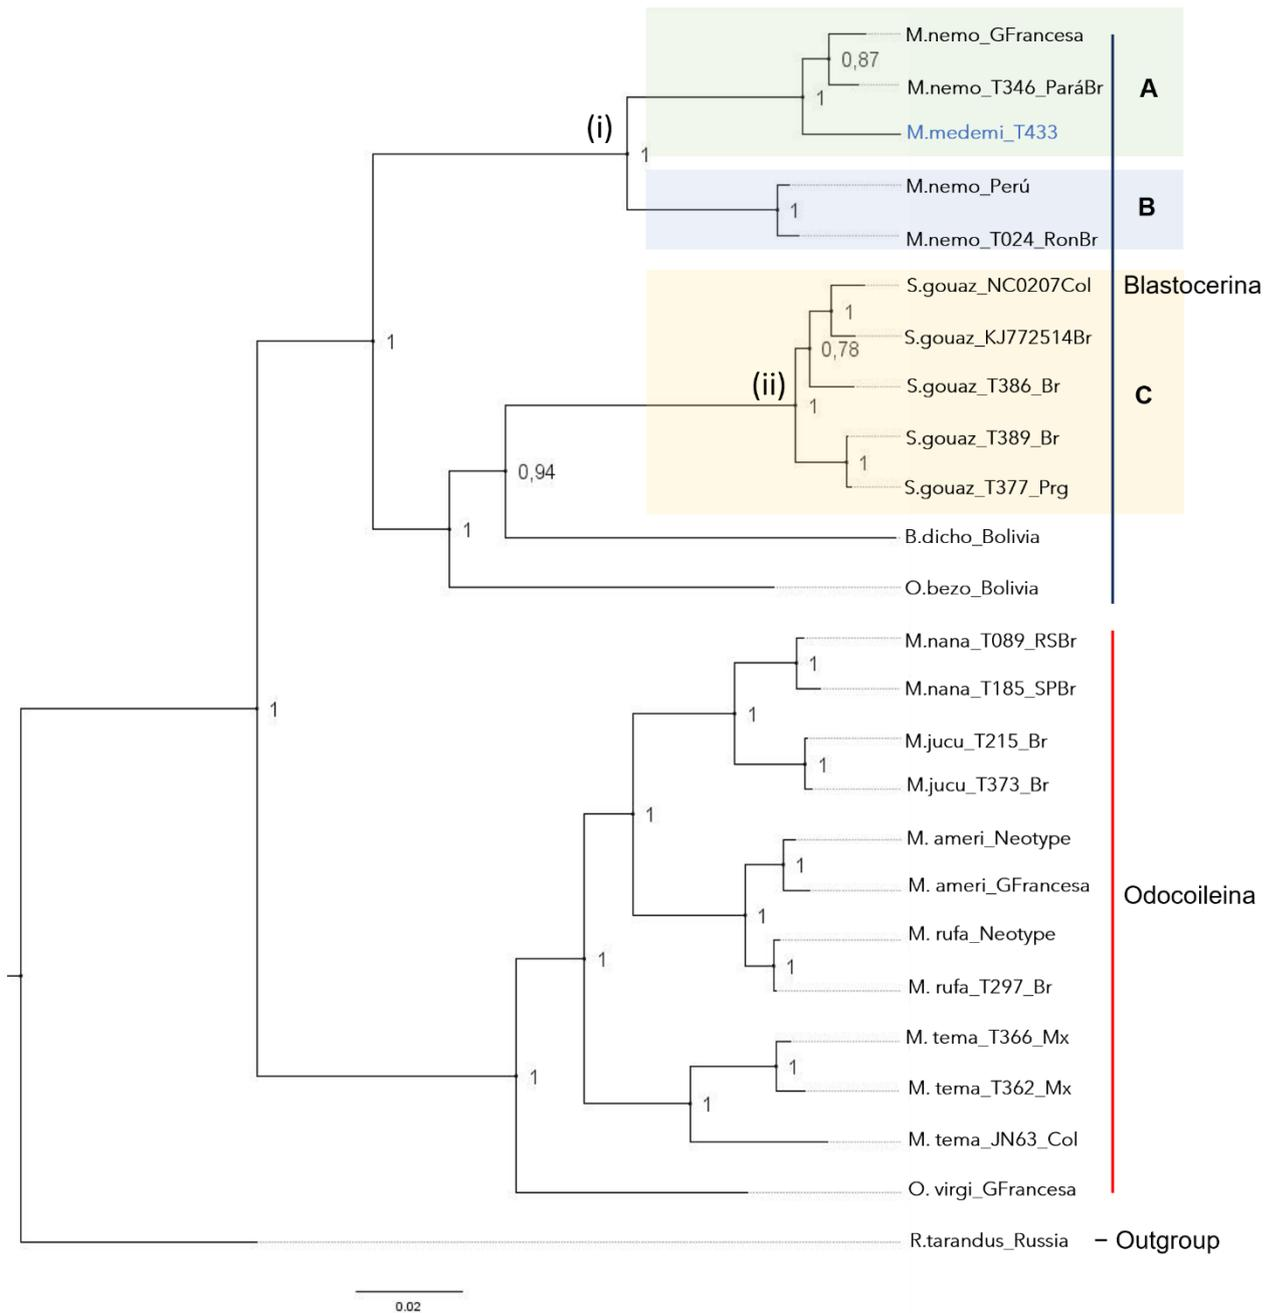 M.nemo_GFrancesa
0,87
M.nemo_T346_ParáBr
A
1
M.medemi_T433
(i)
1
M.nemo_Perú
B
1
M.nemo_T024_RonBr
S.gouaz_NC0207Col
Blastocerina
1
S.gouaz_KJ772514Br
1
0,78
(ii)
S.gouaz_T386_Br
C
1
S.gouaz_T389_Br
1
0,94
S.gouaz_T377_Prg
1
B.dicho_Bolivia
O.bezo_Bolivia
M.nana_T089_RSBr
1
M.nana_T185_SPBr
1
1
M.jucu_T215_Br
1
M.jucu_T373_Br
1
M. ameri_Neotype
1
M. ameri_GFrancesa
Odocoileina
1
M. rufa_Neotype
1
1
M. rufa_T297_Br
M. tema_T366_Mx
1
1
M. tema_T362_Mx
1
M. tema_JN63_Col
O. virgi_GFrancesa
R.tarandus_Russia – Outgroup
0.02